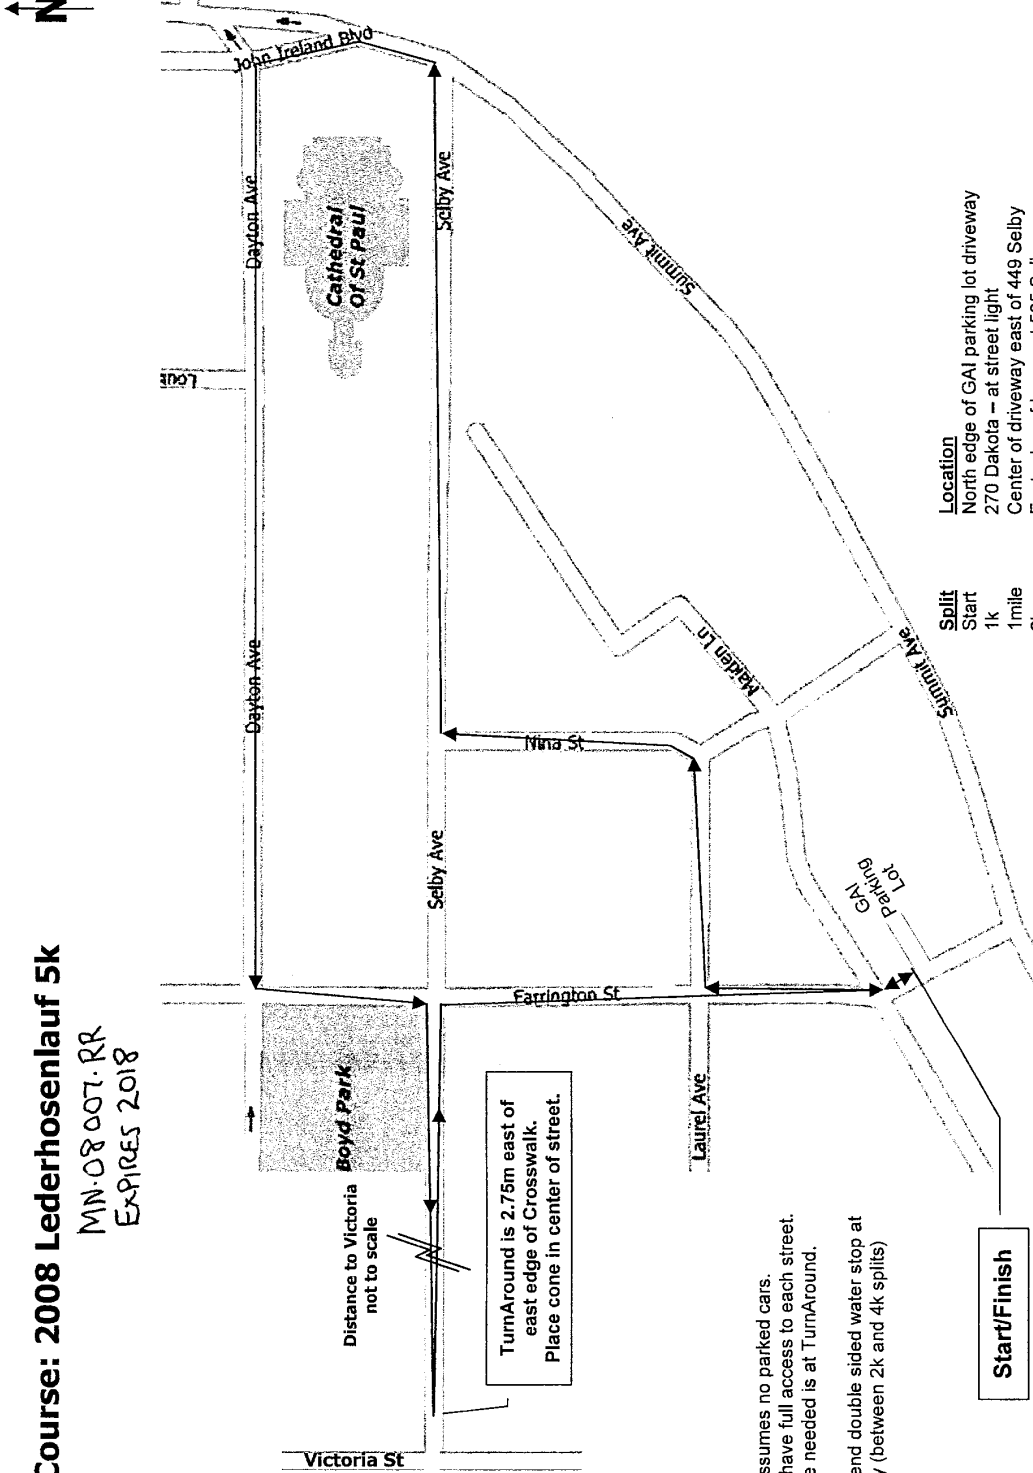 Course: 2008 Lederhosenlauf 5k
MN·08007·RR
EXPIRES 2018
N
John Ireland Blvd
Dayton Ave
Cathedral
Of St Paul
Selby Ave
Summit Ave
Dayton Ave
Maiden Ln
Summit Ave
Nina St
Selby Ave
GAI
Parking
Lot
Farrington St
Boyd Park
Laurel Ave
Distance to Victoria
not to scale
TurnAround is 2.75m east of
east edge of Crosswalk.
Place cone in center of street.
Victoria St
Start/Finish
ssumes no parked cars.
have full access to each street.
e needed is at TurnAround.
end double sided water stop at
y (between 2k and 4k splits)
Split Location
Start North edge of GAI parking lot driveway
1k 270 Dakota – at street light
1mile Center of driveway east of 449 Selby